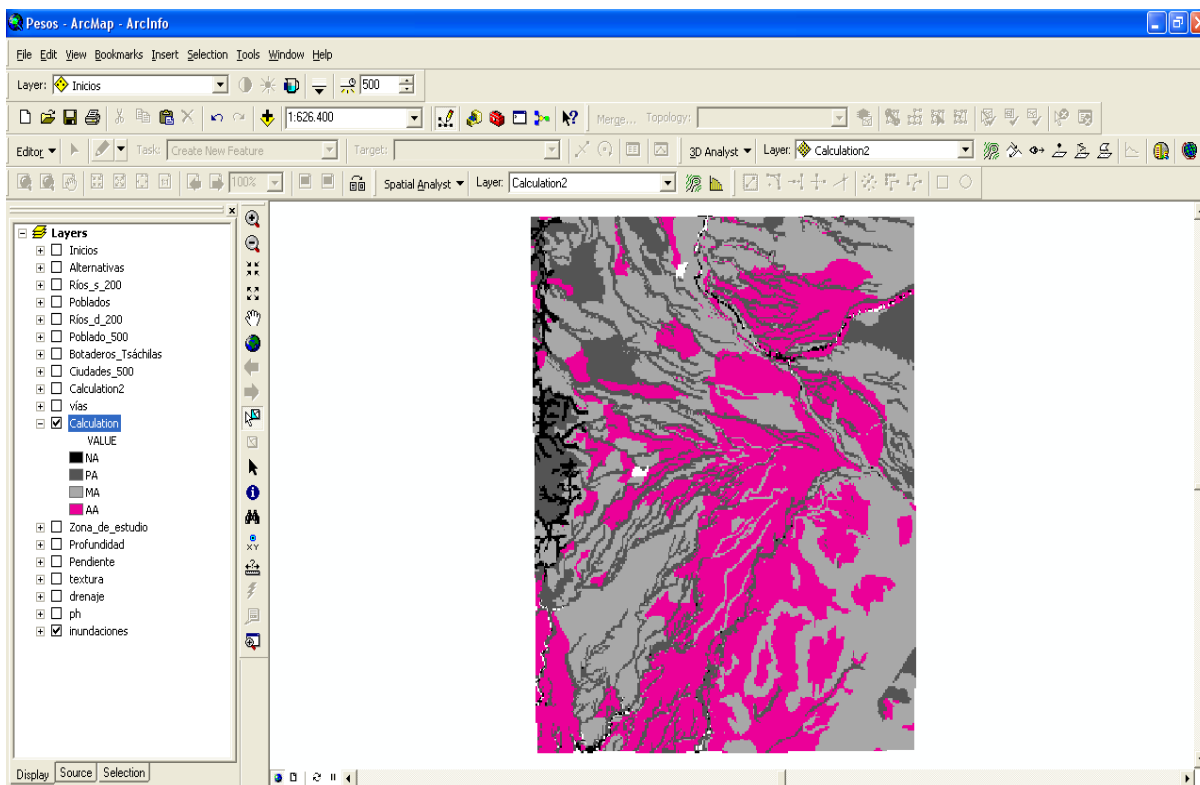 Pesos - ArcMap - ArcInfo
File Edit View Bookmarks Insert Selection Tools Window Help
Layer: Inicios 500
1:626.400 Merge... Topology:
Editor Task: Create New Feature Target: 3D Analyst Layer: Calculation2
100% Spatial Analyst Layer: Calculation2
Layers
Inicios
Alternativas
Ríos_s_200
Poblados
Ríos_d_200
Poblado_500
Botaderos_Tsáchilas
Ciudades_500
Calculation2
vías
Calculation
VALUE
NA
PA
MA
AA
Zona_de_estudio
Profundidad
Pendiente
textura
drenaje
ph
inundaciones
XY
Display Source Selection